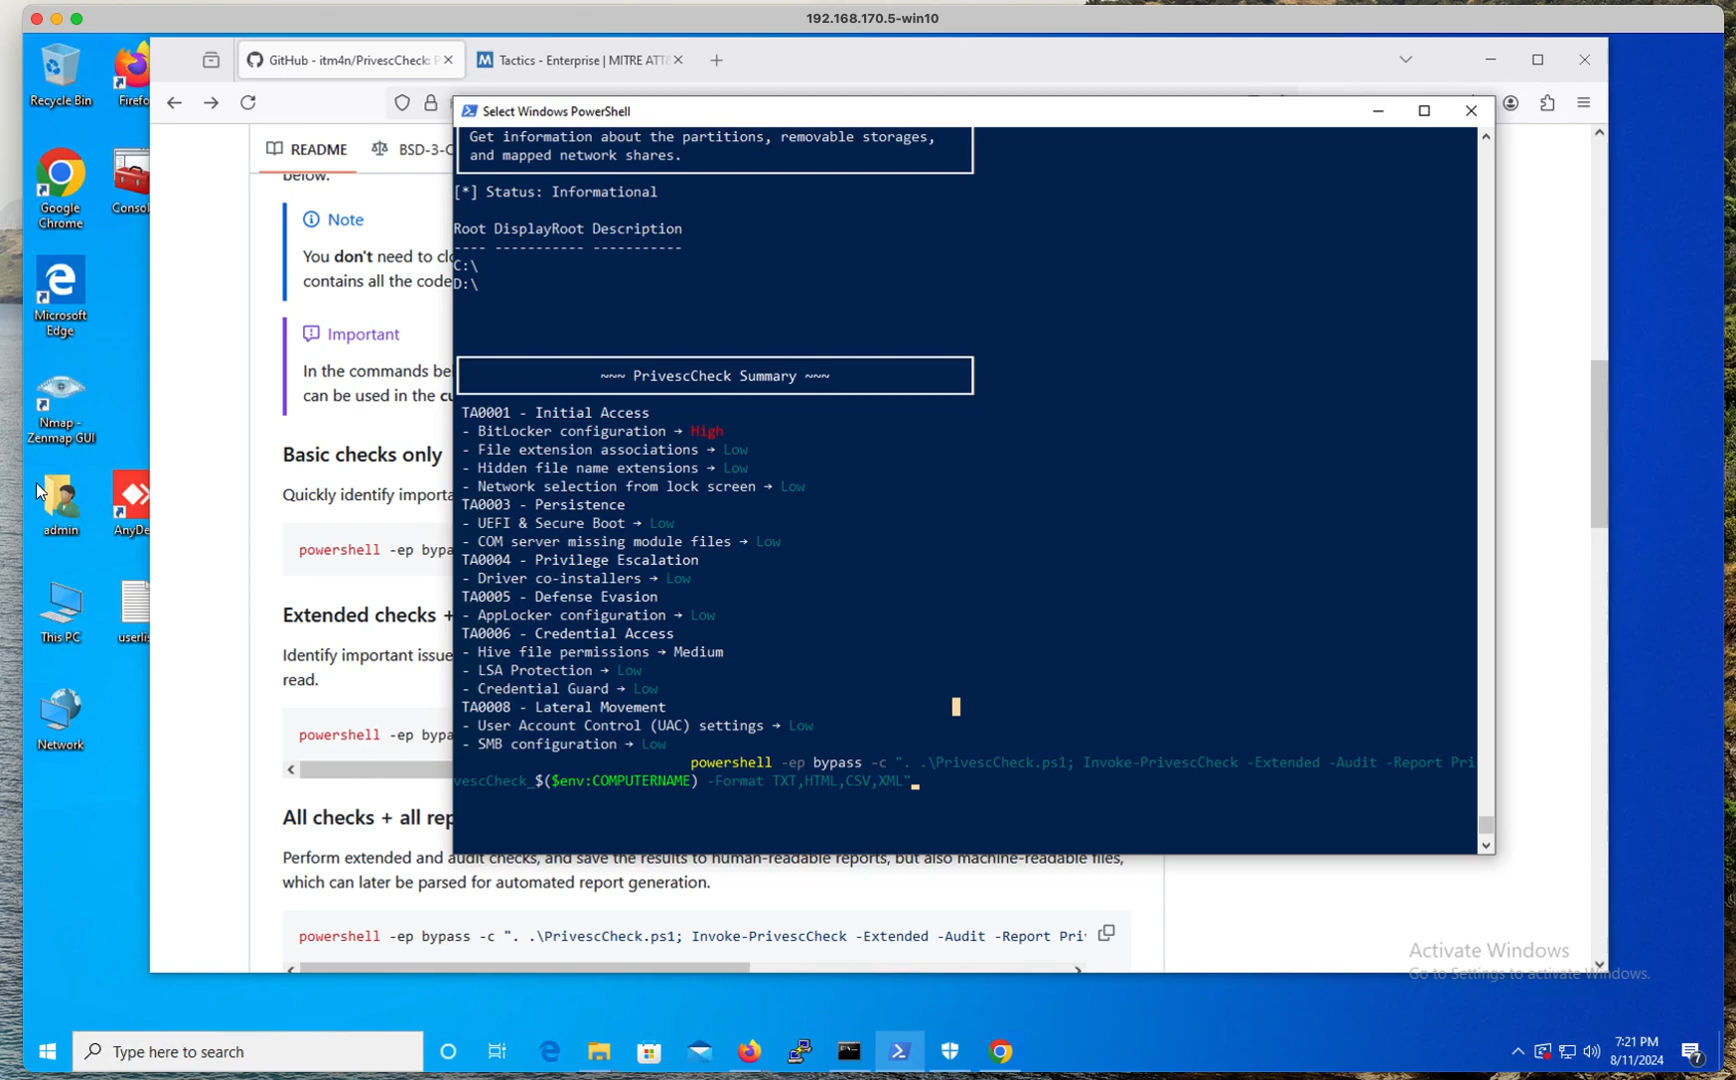 192.168.170.5-win10
GitHub - itm4n/PrivescCheck: P
Tactics - Enterprise | MITRE ATT&
Recycle Bin
Firefo
Select Windows PowerShell
Get information about the partitions, removable storages,
and mapped network shares.
[*] Status: Informational
Root DisplayRoot Description
---- ----------- -----------
C:\
D:\
~~~ PrivescCheck Summary ~~~
TA0001 - Initial Access
- BitLocker configuration → High
- File extension associations → Low
- Hidden file name extensions → Low
- Network selection from lock screen → Low
TA0003 - Persistence
- UEFI & Secure Boot → Low
- COM server missing module files → Low
TA0004 - Privilege Escalation
- Driver co-installers → Low
TA0005 - Defense Evasion
- AppLocker configuration → Low
TA0006 - Credential Access
- Hive file permissions → Medium
- LSA Protection → Low
- Credential Guard → Low
TA0008 - Lateral Movement
- User Account Control (UAC) settings → Low
- SMB configuration → Low
powershell -ep bypass -c ". .\PrivescCheck.ps1; Invoke-PrivescCheck -Extended -Audit -Report Pri
vescCheck_$($env:COMPUTERNAME) -Format TXT,HTML,CSV,XML"
README
BSD-3-C
below.
Note
You don't need to clo
contains all the code
Important
In the commands be
can be used in the cu
Basic checks only
Quickly identify importa
powershell -ep bypa
Extended checks +
Identify important issue
read.
powershell -ep bypa
All checks + all rep
Perform extended and audit checks, and save the results to human-readable reports, but also machine-readable files,
which can later be parsed for automated report generation.
powershell -ep bypass -c ". .\PrivescCheck.ps1; Invoke-PrivescCheck -Extended -Audit -Report Pri
Google
Chrome
Consol
Microsoft
Edge
Nmap -
Zenmap GUI
admin
AnyDe
This PC
userlis
Network
Activate Windows
Go to Settings to activate Windows.
Type here to search
7:21 PM
8/11/2024
7